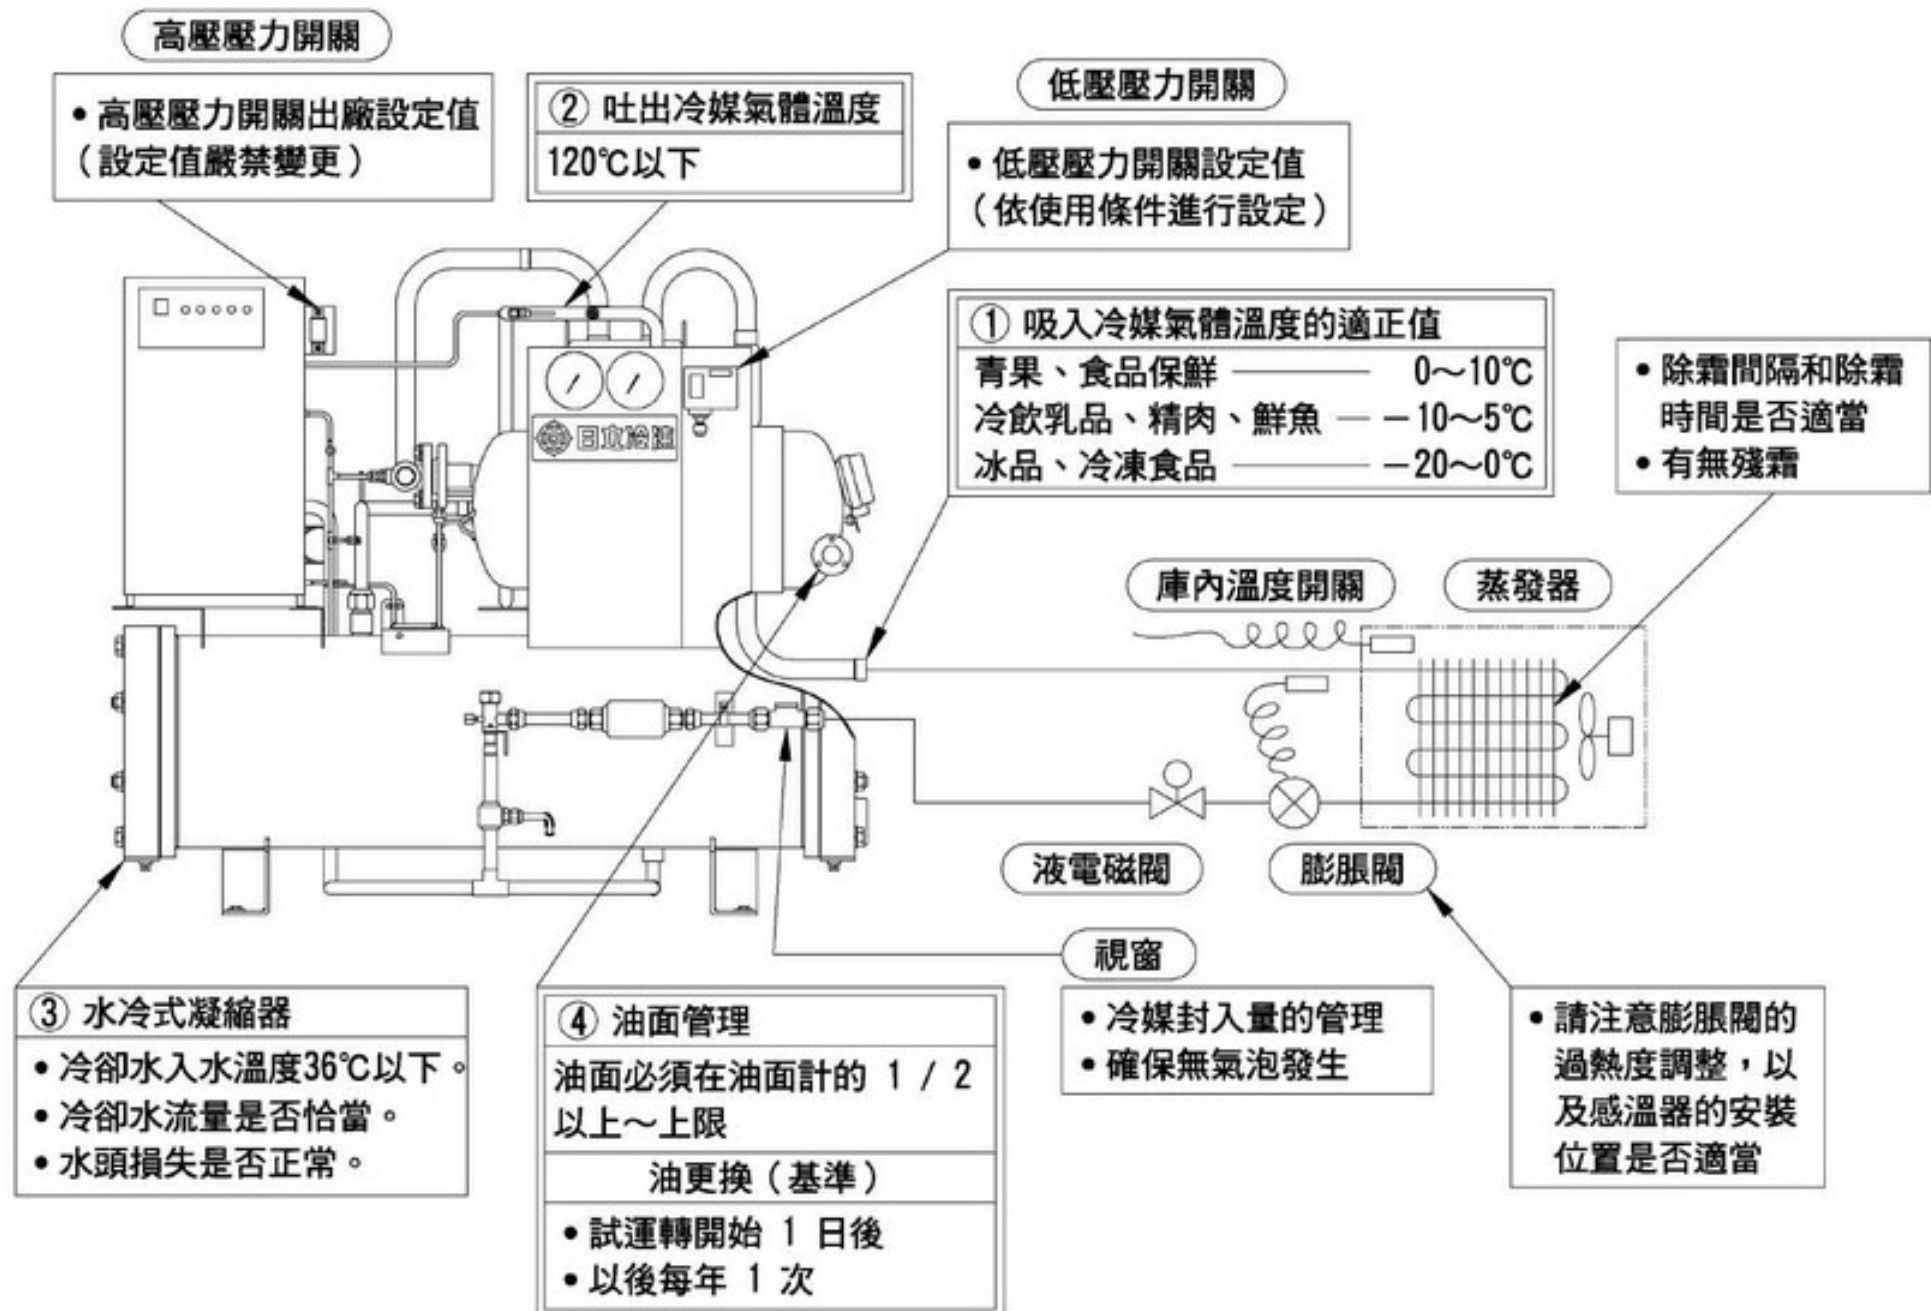 高壓壓力開關
• 高壓壓力開關出廠設定值
（設定值嚴禁變更）
② 吐出冷媒氣體溫度
120℃以下
低壓壓力開關
• 低壓壓力開關設定值
（依使用條件進行設定）
① 吸入冷媒氣體溫度的適正值
青果、食品保鮮 ——— 0～10℃
冷飲乳品、精肉、鮮魚 — －10～5℃
冰品、冷凍食品 ——— －20～0℃
• 除霜間隔和除霜
時間是否適當
• 有無殘霜
日立冷凍
庫內溫度開關
蒸發器
液電磁閥
膨脹閥
視窗
③ 水冷式凝縮器
• 冷卻水入水溫度36℃以下。
• 冷卻水流量是否恰當。
• 水頭損失是否正常。
④ 油面管理
油面必須在油面計的 1 / 2
以上～上限
油更換（基準）
• 試運轉開始 1 日後
• 以後每年 1 次
• 冷媒封入量的管理
• 確保無氣泡發生
• 請注意膨脹閥的
過熱度調整，以
及感溫器的安裝
位置是否適當